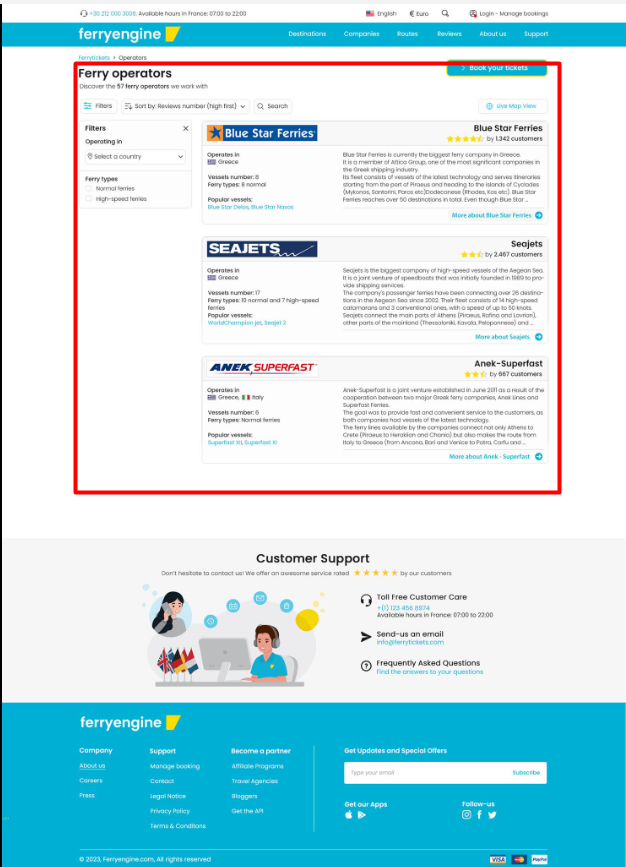 +30 212 000 3006. Available hours in France: 07:00 to 22:00
English
€ Euro
Login - Manage bookings
ferryengine
Destinations
Companies
Routes
Reviews
About us
Support
Ferrytickets > Operators
Ferry operators
Discover the 57 ferry operators we work with
> Book your tickets
Filters
Sort by: Reviews number (high first)
Search
Live Map View
Filters
Operating in
Select a country
Ferry types
Normal ferries
High-speed ferries
Blue Star Ferries
Blue Star Ferries
by 1.342 customers
Operates in
Greece
Vessels number: 8
Ferry types: 8 normal
Popular vessels:
Blue Star Delos, Blue Star Naxos
Blue Star Ferries is currently the biggest ferry company in Greece.
It is a member of Attica Group, one of the most significant companies in
the Greek shipping industry.
Its fleet consists of vessels of the latest technology and serves itineraries
starting from the port of Piraeus and heading to the islands of Cyclades
(Mykonos, Santorini, Paros etc)Dodecanese (Rhodes, Kos etc). Blue Star
Ferries reaches over 50 destinations in total. Even though Blue Star ...
More about Blue Star Ferries
SEAJETS
Seajets
by 2.467 customers
Operates in
Greece
Vessels number: 17
Ferry types: 10 normal and 7 high-speed
ferries
Popular vessels:
WorldChampion jet, Seajet 2
Seajets is the biggest company of high-speed vessels of the Aegean Sea.
It is a joint venture of speedboats that was initially founded in 1989 to pro-
vide shipping services.
The company's passenger ferries have been connecting over 26 destina-
tions in the Aegean Sea since 2002. Their fleet consists of 14 high-speed
catamarans and 3 conventional ones, with a speed of up to 50 knots.
Seajets connect the main parts of Athens (Piraeus, Rafina and Lavrion),
other parts of the mainland (Thessaloniki, Kavala, Peloponnese) and ...
More about Seajets
ANEK SUPERFAST
Anek-Superfast
by 667 customers
Operates in
Greece, Italy
Vessels number: 6
Ferry types: Normal ferries
Popular vessels:
Superfast XII, Superfast XI
Anek-Superfast is a joint venture established in June 2011 as a result of the
cooperation between two major Greek ferry companies, Anek Lines and
Superfast Ferries.
The goal was to provide fast and convenient service to the customers, as
both companies had vessels of the latest technology.
The ferry lines available by the companies connect not only Athens to
Crete (Piraeus to Heraklion and Chania) but also makes the route from
Italy to Greece (from Ancona, Bari and Venice to Patra, Corfu and ...
More about Anek - Superfast
Customer Support
Don't hesitate to contact us! We offer an awesome service rated
by our customers
Toll Free Customer Care
+(1) 123 456 8974
Available hours in France: 07:00 to 22:00
Send-us an email
info@ferrytickets.com
Frequently Asked Questions
Find the answers to your questions
ferryengine
Company
About us
Careers
Press
Support
Manage booking
Contact
Legal Notice
Privacy Policy
Terms & Conditions
Become a partner
Affiliate Programs
Travel Agencies
Bloggers
Get the API
Get Updates and Special Offers
Type your email
Subscribe
Get our Apps
Follow-us
© 2023, Ferryengine.com, All rights reserved
VISA
PayPal